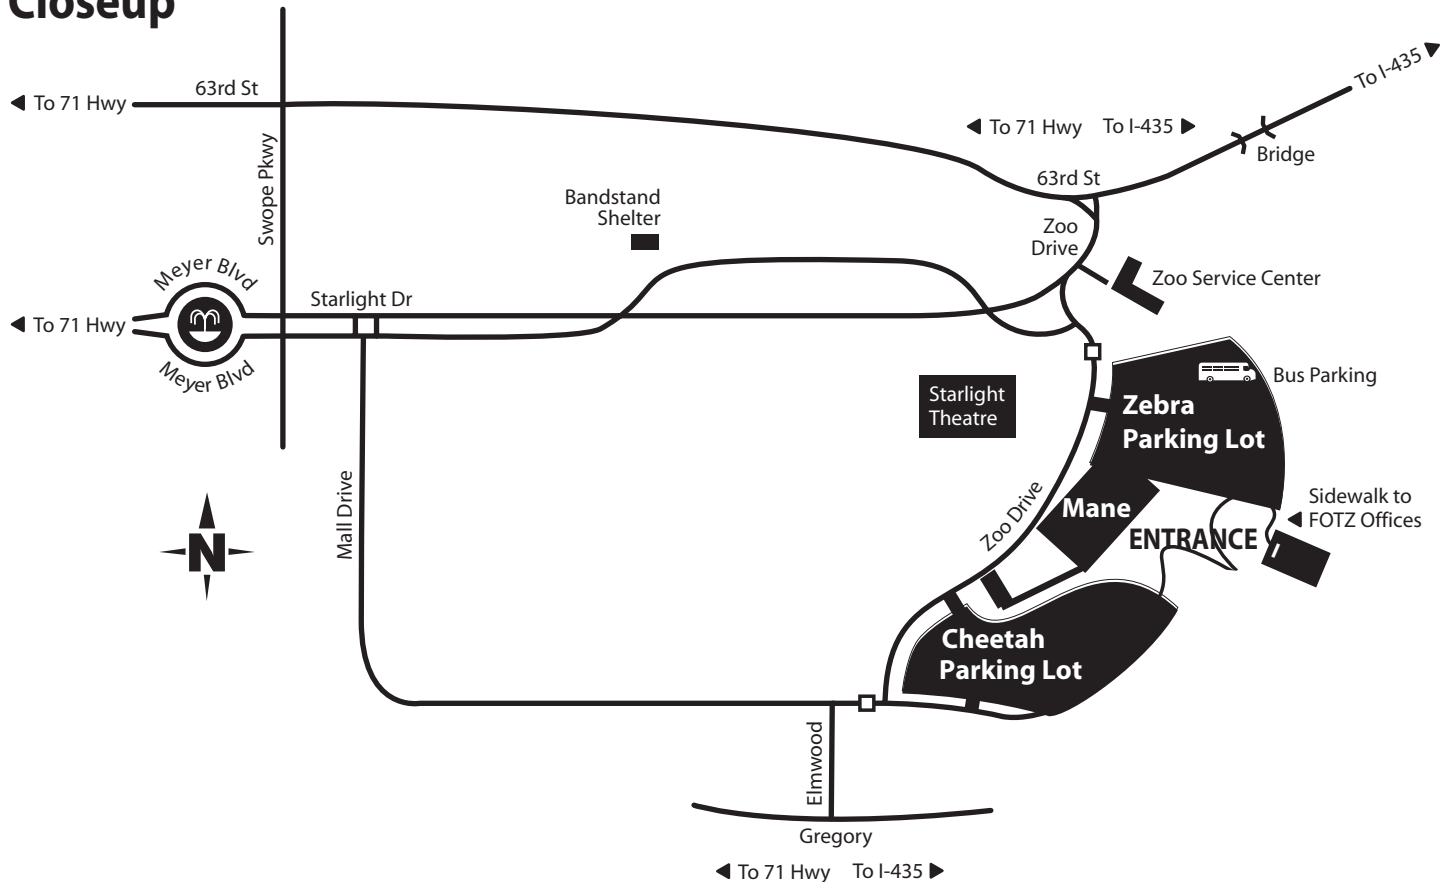 Closeup
To I-435
63rd St
To 71 Hwy
To 71 Hwy To I-435
Bridge
Swope Pkwy
63rd St
Bandstand
Shelter
Zoo
Drive
Meyer Blvd
Zoo Service Center
Starlight Dr
To 71 Hwy
Meyer Blvd
Bus Parking
Starlight
Theatre
Zebra
Parking Lot
Mall Drive
Zoo Drive
Mane
Sidewalk to
FOTZ Offices
ENTRANCE
N
Cheetah
Parking Lot
Elmwood
Gregory
To 71 Hwy To I-435